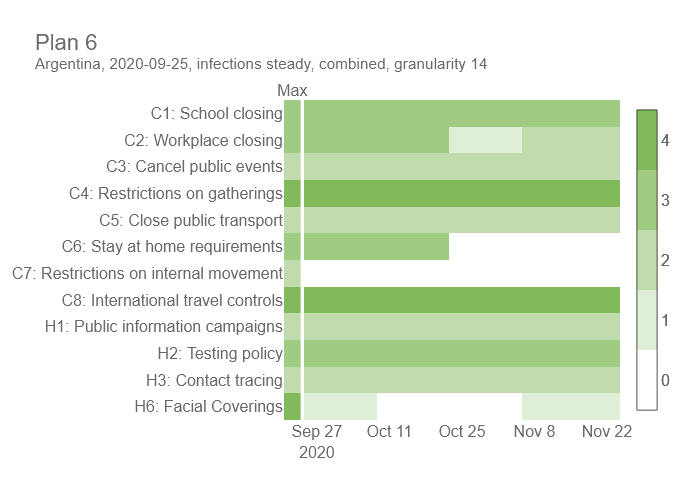 Plan 6
Argentina, 2020-09-25, infections steady, combined, granularity 14
Max
C1: School closing
C2: Workplace closing
C3: Cancel public events
C4: Restrictions on gatherings
C5: Close public transport
C6: Stay at home requirements
C7: Restrictions on internal movement
C8: International travel controls
H1: Public information campaigns
H2: Testing policy
H3: Contact tracing
H6: Facial Coverings
Sep 27 Oct 11 Oct 25 Nov 8 Nov 22
2020
4
3
2
1
0